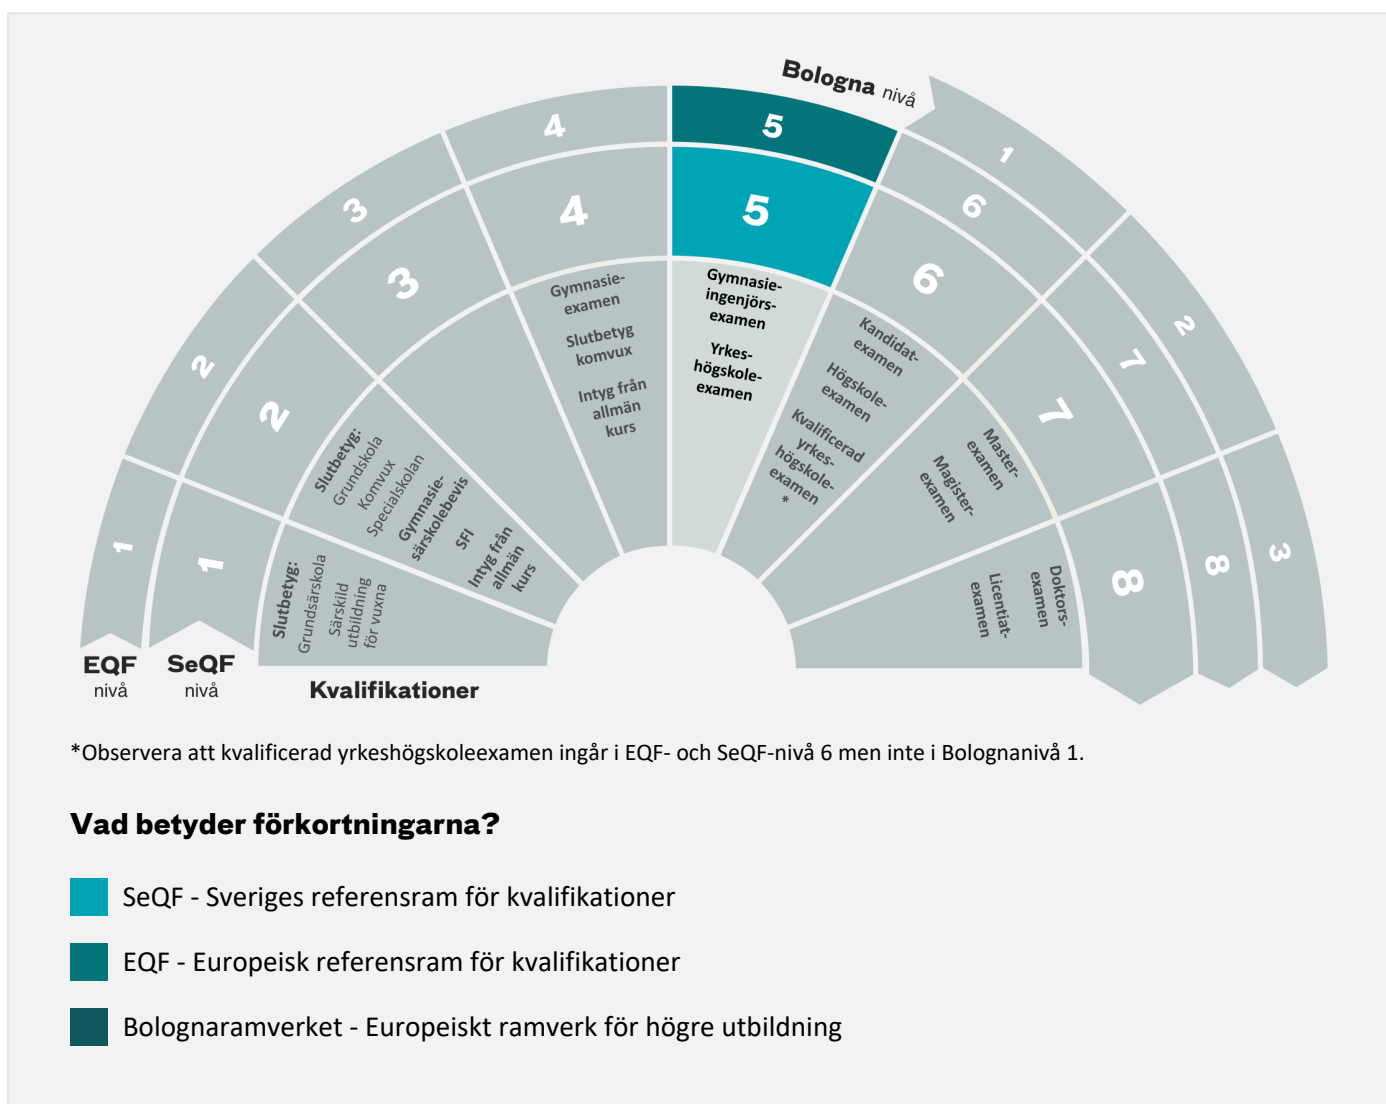 Bologna nivå
1
2
3
1
2
3
4
5
6
7
8
1
2
3
4
5
6
7
8
Slutbetyg:
Grundsärskola
Särskild
utbildning
för vuxna
Slutbetyg:
Grundskola
Komvux
Specialskolan
Gymnasie-
särskolebevis
SFI
Intyg från
allmän
kurs
Gymnasie-
examen
Slutbetyg
komvux
Intyg från
allmän
kurs
Gymnasie-
ingenjörs-
examen
Yrkes-
högskole-
examen
Kandidat-
examen
Högskole-
examen
Kvalificerad
yrkes-
högskole-
examen
*
Master-
examen
Magister-
examen
Doktors-
examen
Licentiat-
examen
EQF
nivå
SeQF
nivå
Kvalifikationer
*Observera att kvalificerad yrkeshögskoleexamen ingår i EQF- och SeQF-nivå 6 men inte i Bolognanivå 1.
Vad betyder förkortningarna?
SeQF - Sveriges referensram för kvalifikationer
EQF - Europeisk referensram för kvalifikationer
Bolognaramverket - Europeiskt ramverk för högre utbildning